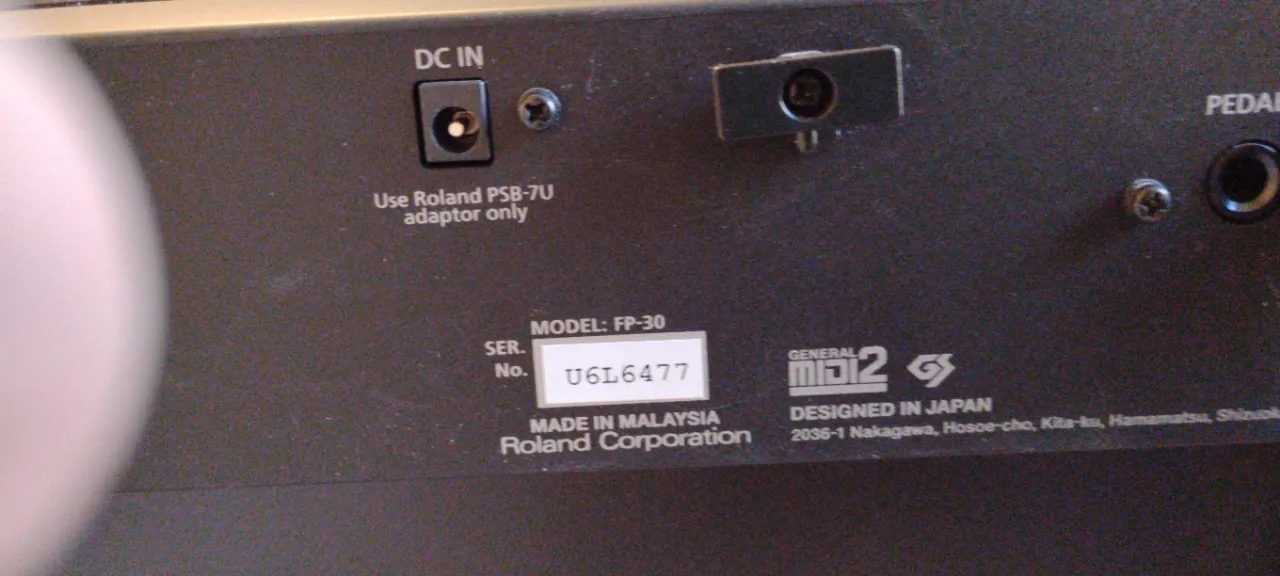 DC IN
PEDAL
Use Roland PSB-7U
adaptor only
MODEL: FP-30
SER.
No.
U6L6477
MADE IN MALAYSIA
Roland Corporation
GENERAL
MIDI2
GS
DESIGNED IN JAPAN
2036-1 Nakagawa, Hosoe-cho, Kita-ku, Hamamatsu,